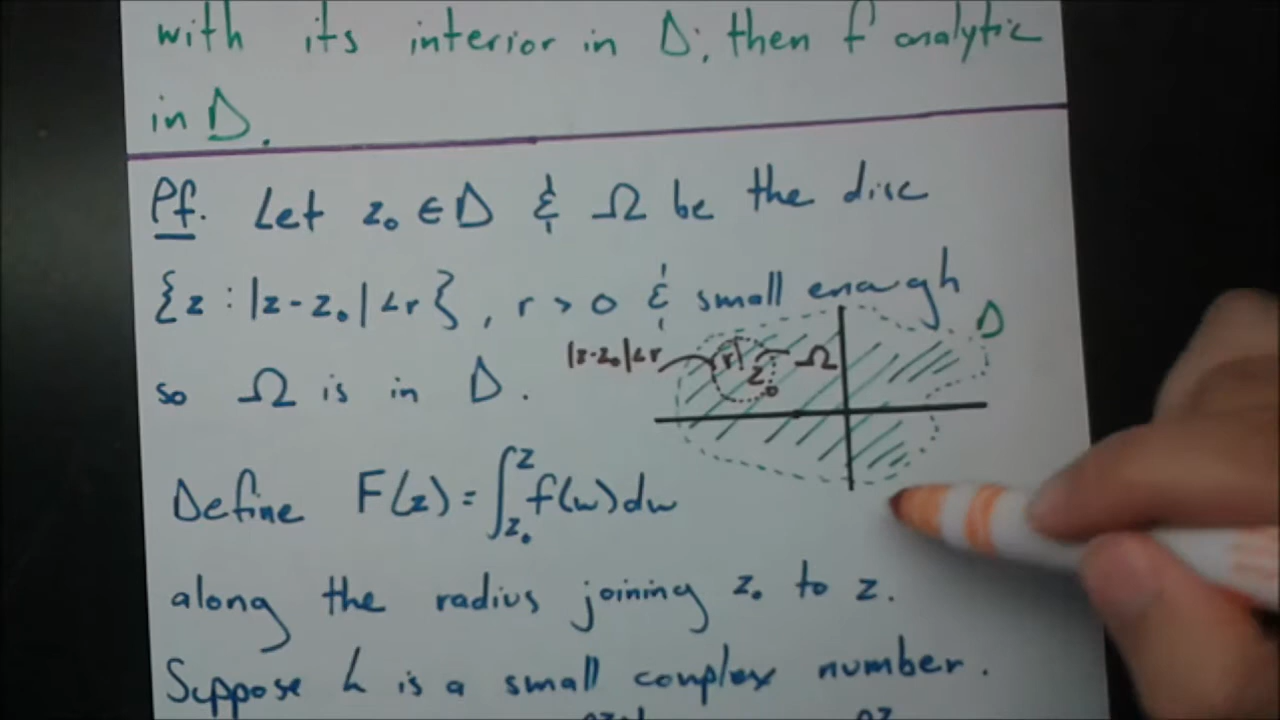 with its interior in D; then f analytic
in D.
Pf. Let z₀ ∈ D & Ω be the disc
{z : |z - z₀| < r}, r > 0 & small enough
D
|z-z₀|<r r z₀ Ω
so Ω is in D.
Define F(z) = ∫_{z₀}^{z} f(w)dw
along the radius joining z₀ to z.
Suppose h is a small complex number.